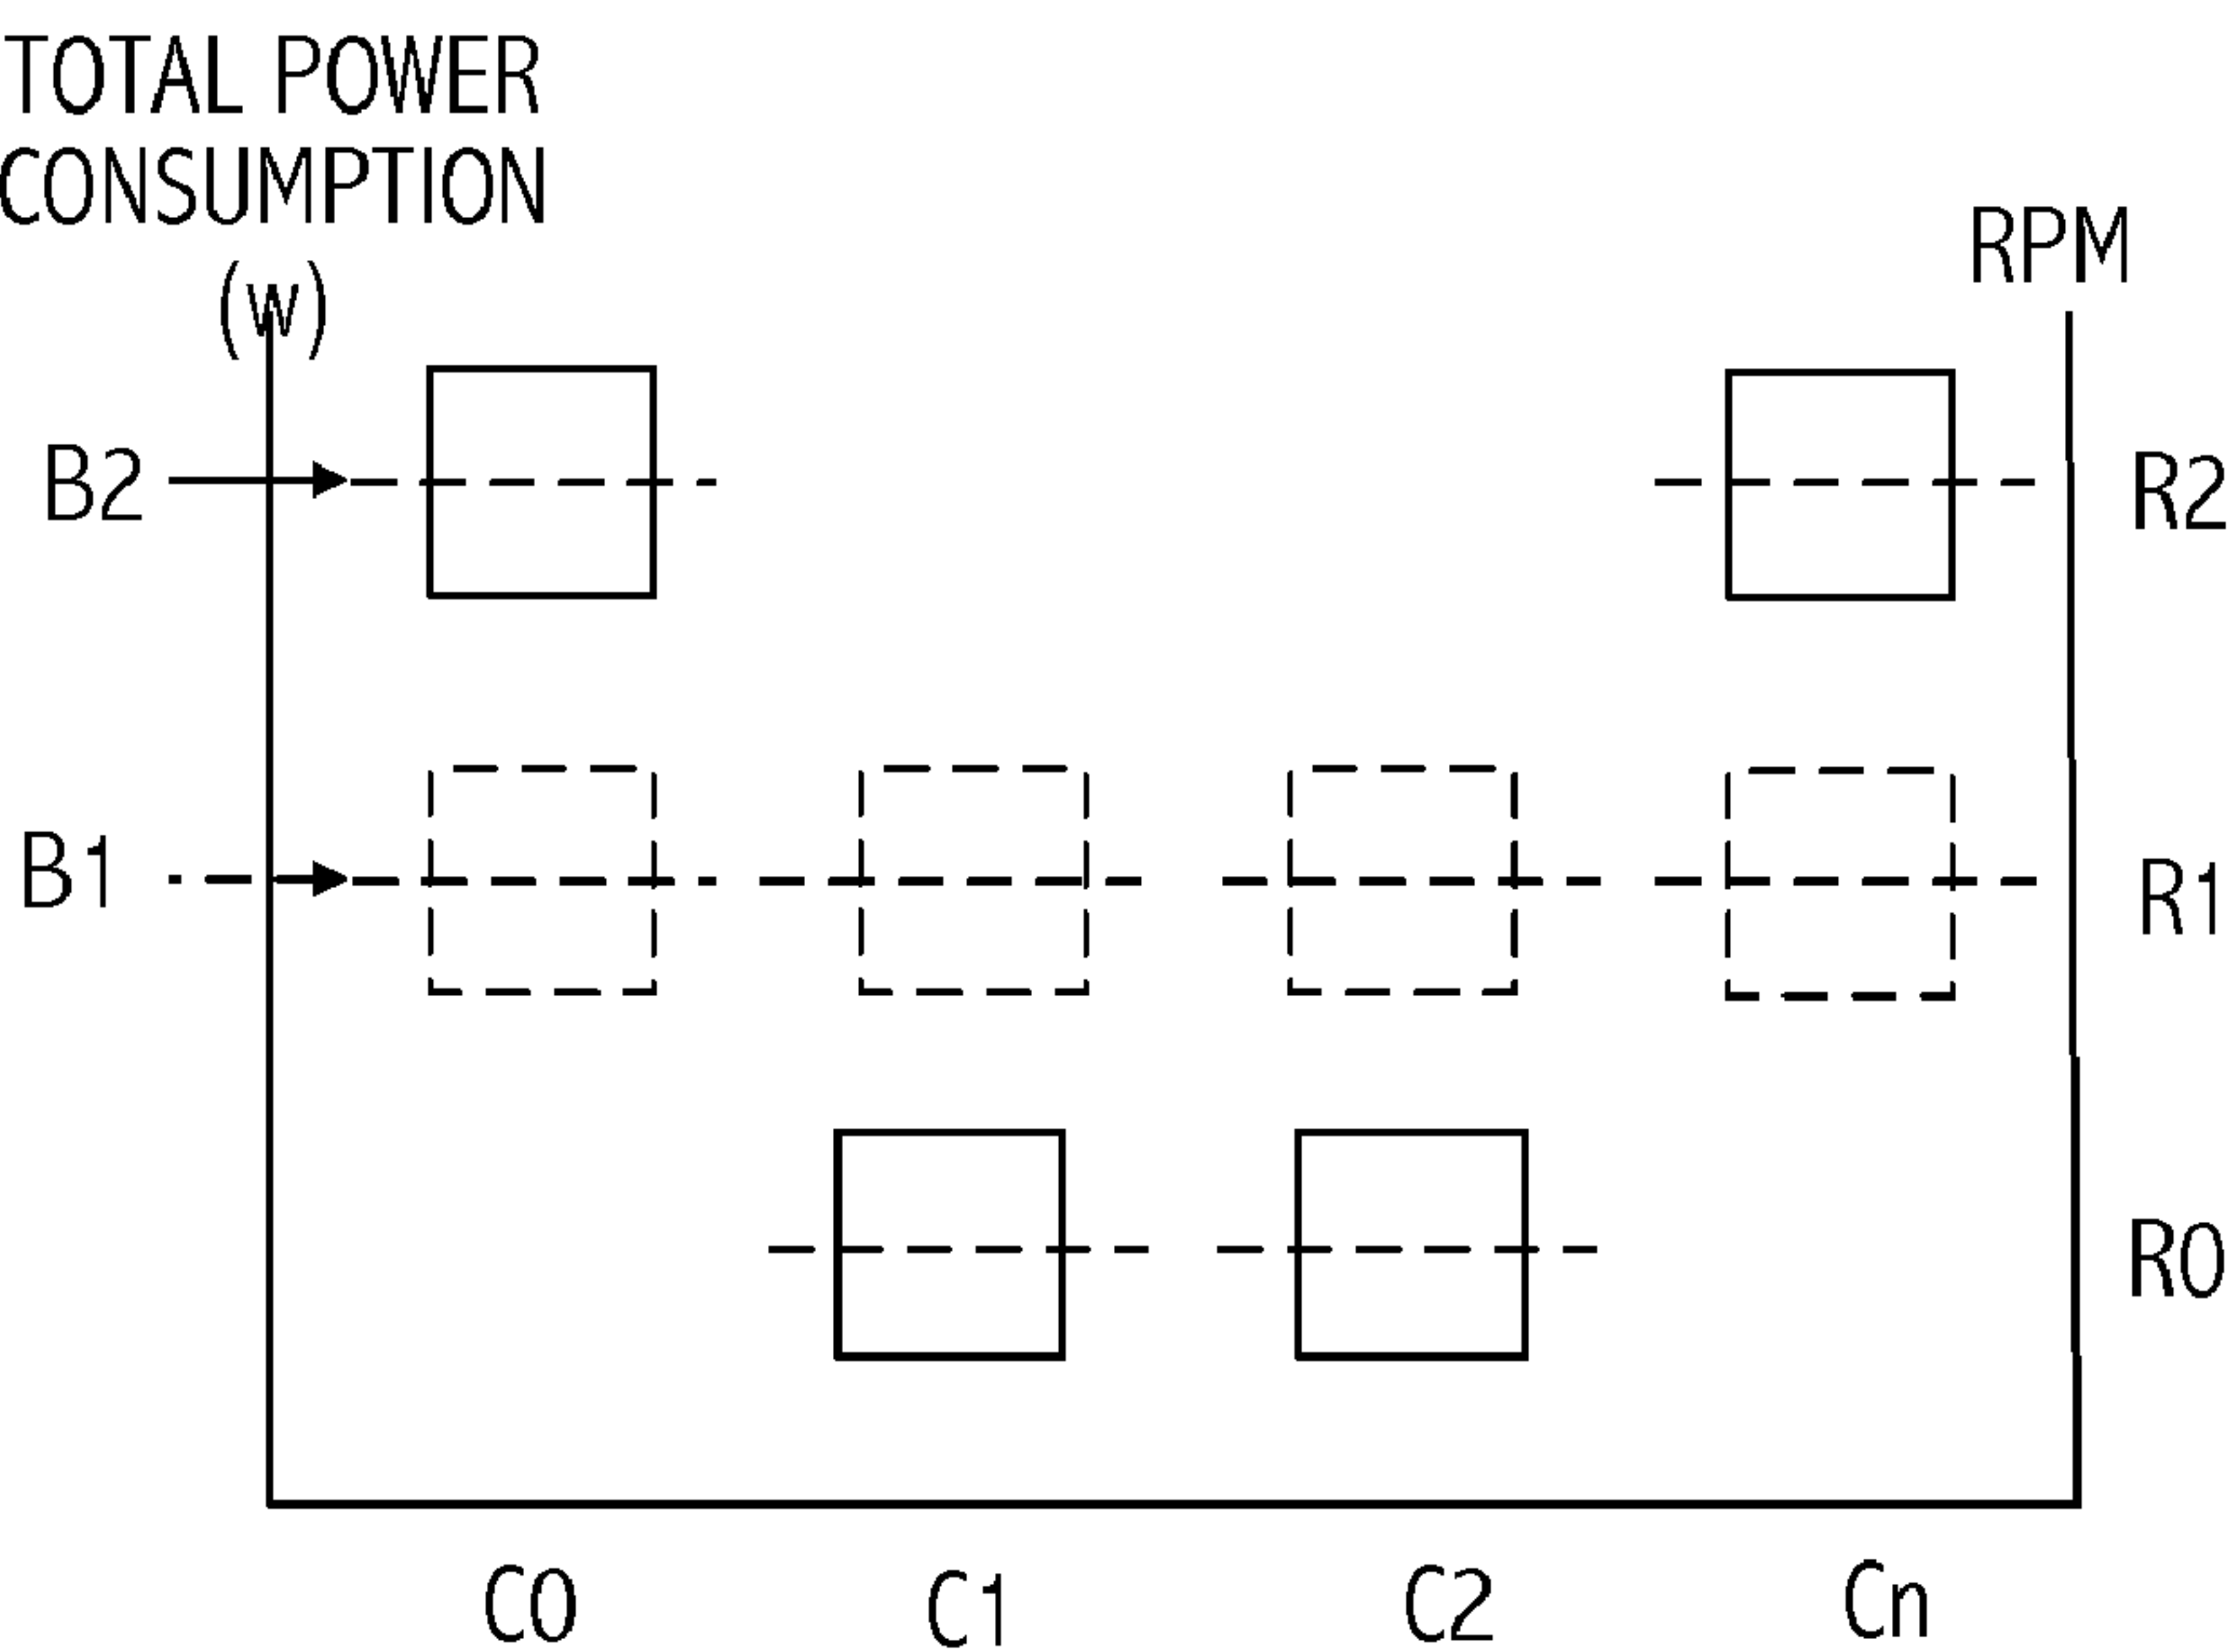 TOTAL POWER
CONSUMPTION
(w)
RPM
B2
R2
B1
R1
R0
C0
C1
C2
Cn